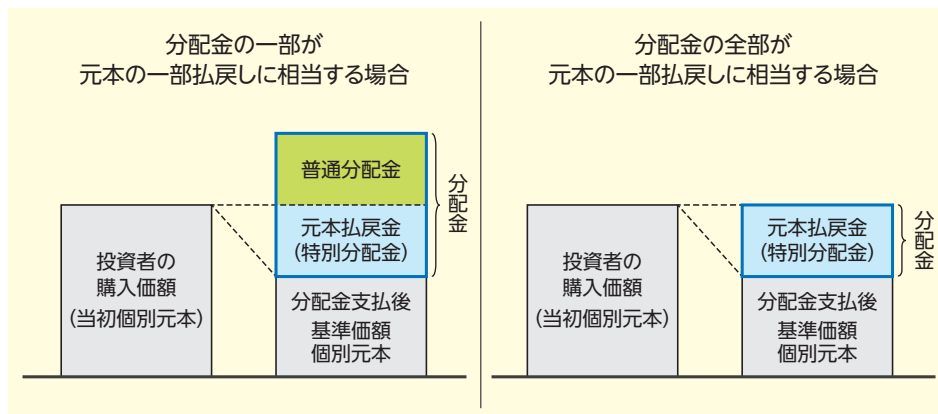 分配金の一部が
元本の一部払戻しに相当する場合
投資者の
購入価額
(当初個別元本)
普通分配金
元本払戻金
(特別分配金)
分配金支払後
基準価額
個別元本
分配金
分配金の全部が
元本の一部払戻しに相当する場合
投資者の
購入価額
(当初個別元本)
元本払戻金
(特別分配金)
分配金支払後
基準価額
個別元本
分配金